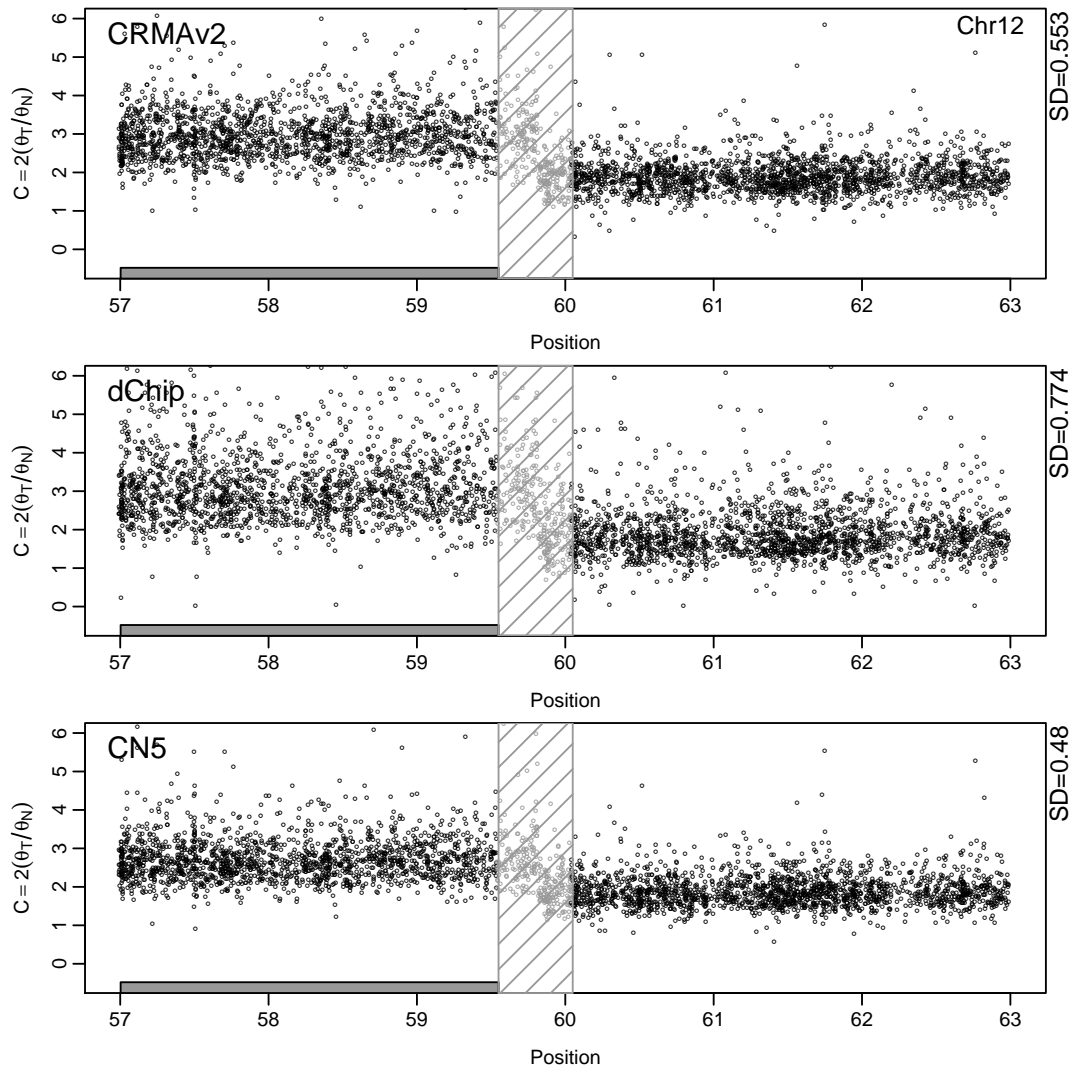 CRMAv2
Chr12
SD=0.553
C = 2(θT/θN)
6
5
4
3
2
1
0
57 58 59 60 61 62 63
Position
dChip
SD=0.774
C = 2(θT/θN)
6
5
4
3
2
1
0
57 58 59 60 61 62 63
Position
CN5
SD=0.48
C = 2(θT/θN)
6
5
4
3
2
1
0
57 58 59 60 61 62 63
Position